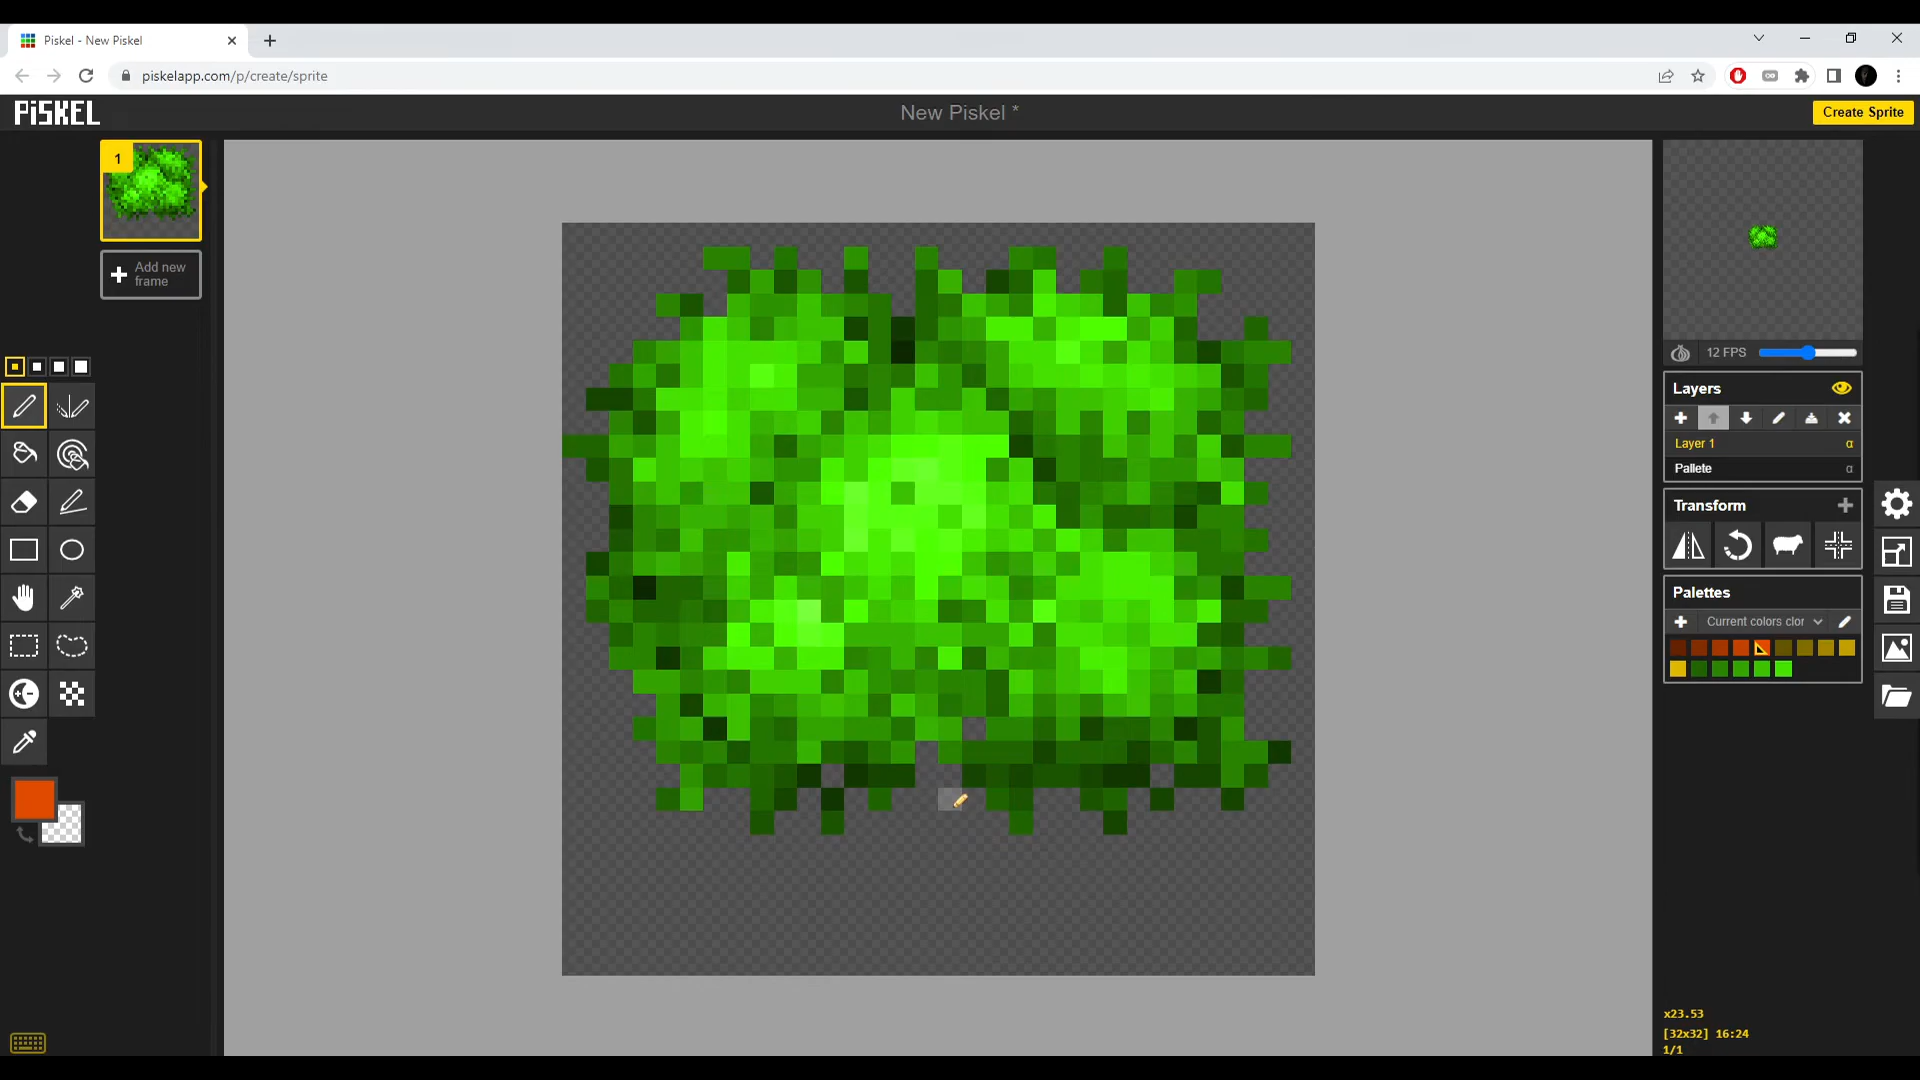 Piskel - New Piskel
piskelapp.com/p/create/sprite
PiSKEL
New Piskel *
Create Sprite
1
Add new
frame
12 FPS
Layers
Layer 1 α
Pallete α
Transform
Palettes
Current colors clor
x23.53
[32x32] 16:24
1/1